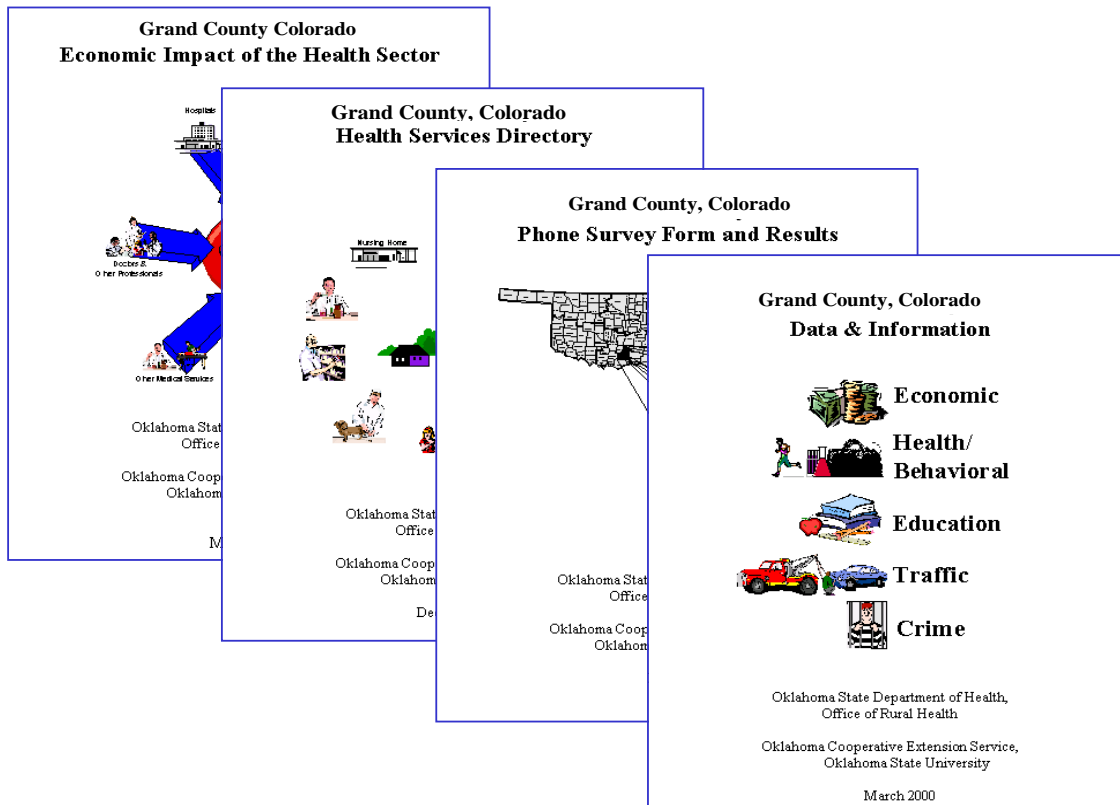 Grand County Colorado
Economic Impact of the Health Sector
Hospitals
Doctors &
Other Professionals
Other Medical Services
Oklahoma Stat
Office
Oklahoma Coop
Oklahom
M
Grand County, Colorado
Health Services Directory
Nursing Home
Oklahoma Stat
Office
Oklahoma Coop
Oklahom
De
Grand County, Colorado
Phone Survey Form and Results
Oklahoma Stat
Office
Oklahoma Coop
Oklahom
Grand County, Colorado
Data & Information
Economic
Health/
Behavioral
Education
Traffic
Crime
Oklahoma State Department of Health,
Office of Rural Health
Oklahoma Cooperative Extension Service,
Oklahoma State University
March 2000